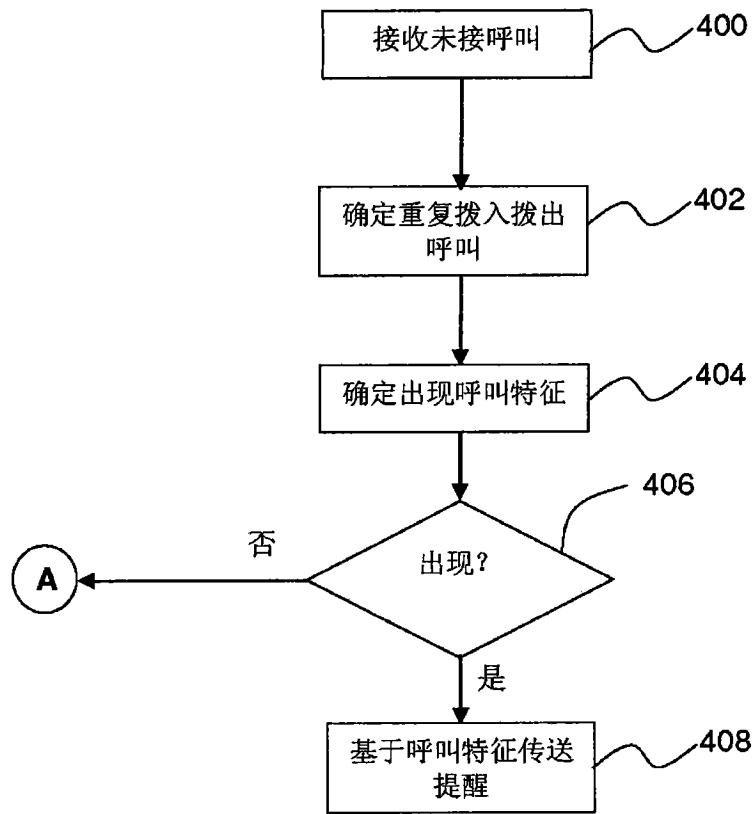 接收未接呼叫
400
确定重复拨入拨出
呼叫
402
确定出现呼叫特征
404
406
出现?
否
A
是
基于呼叫特征传送
提醒
408